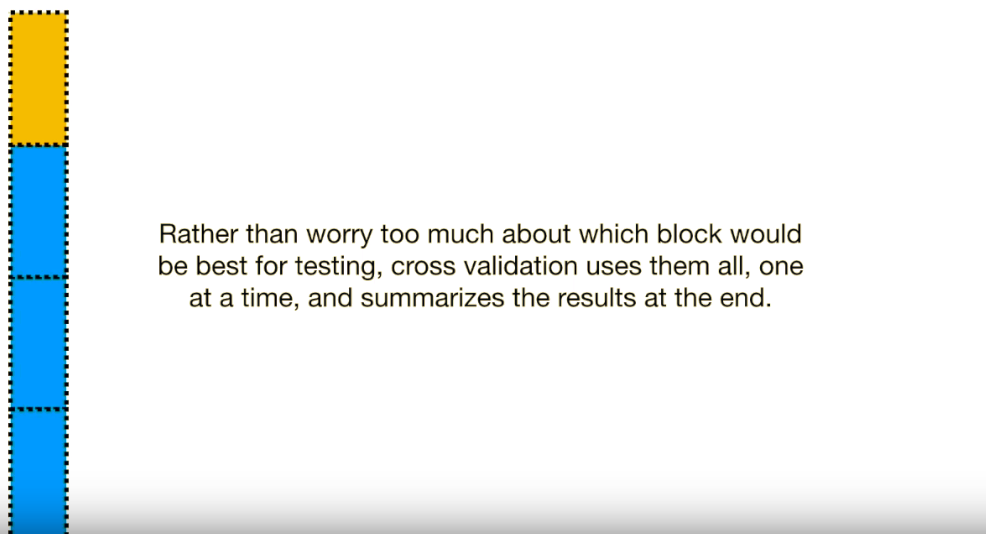 Rather than worry too much about which block would
be best for testing, cross validation uses them all, one
at a time, and summarizes the results at the end.